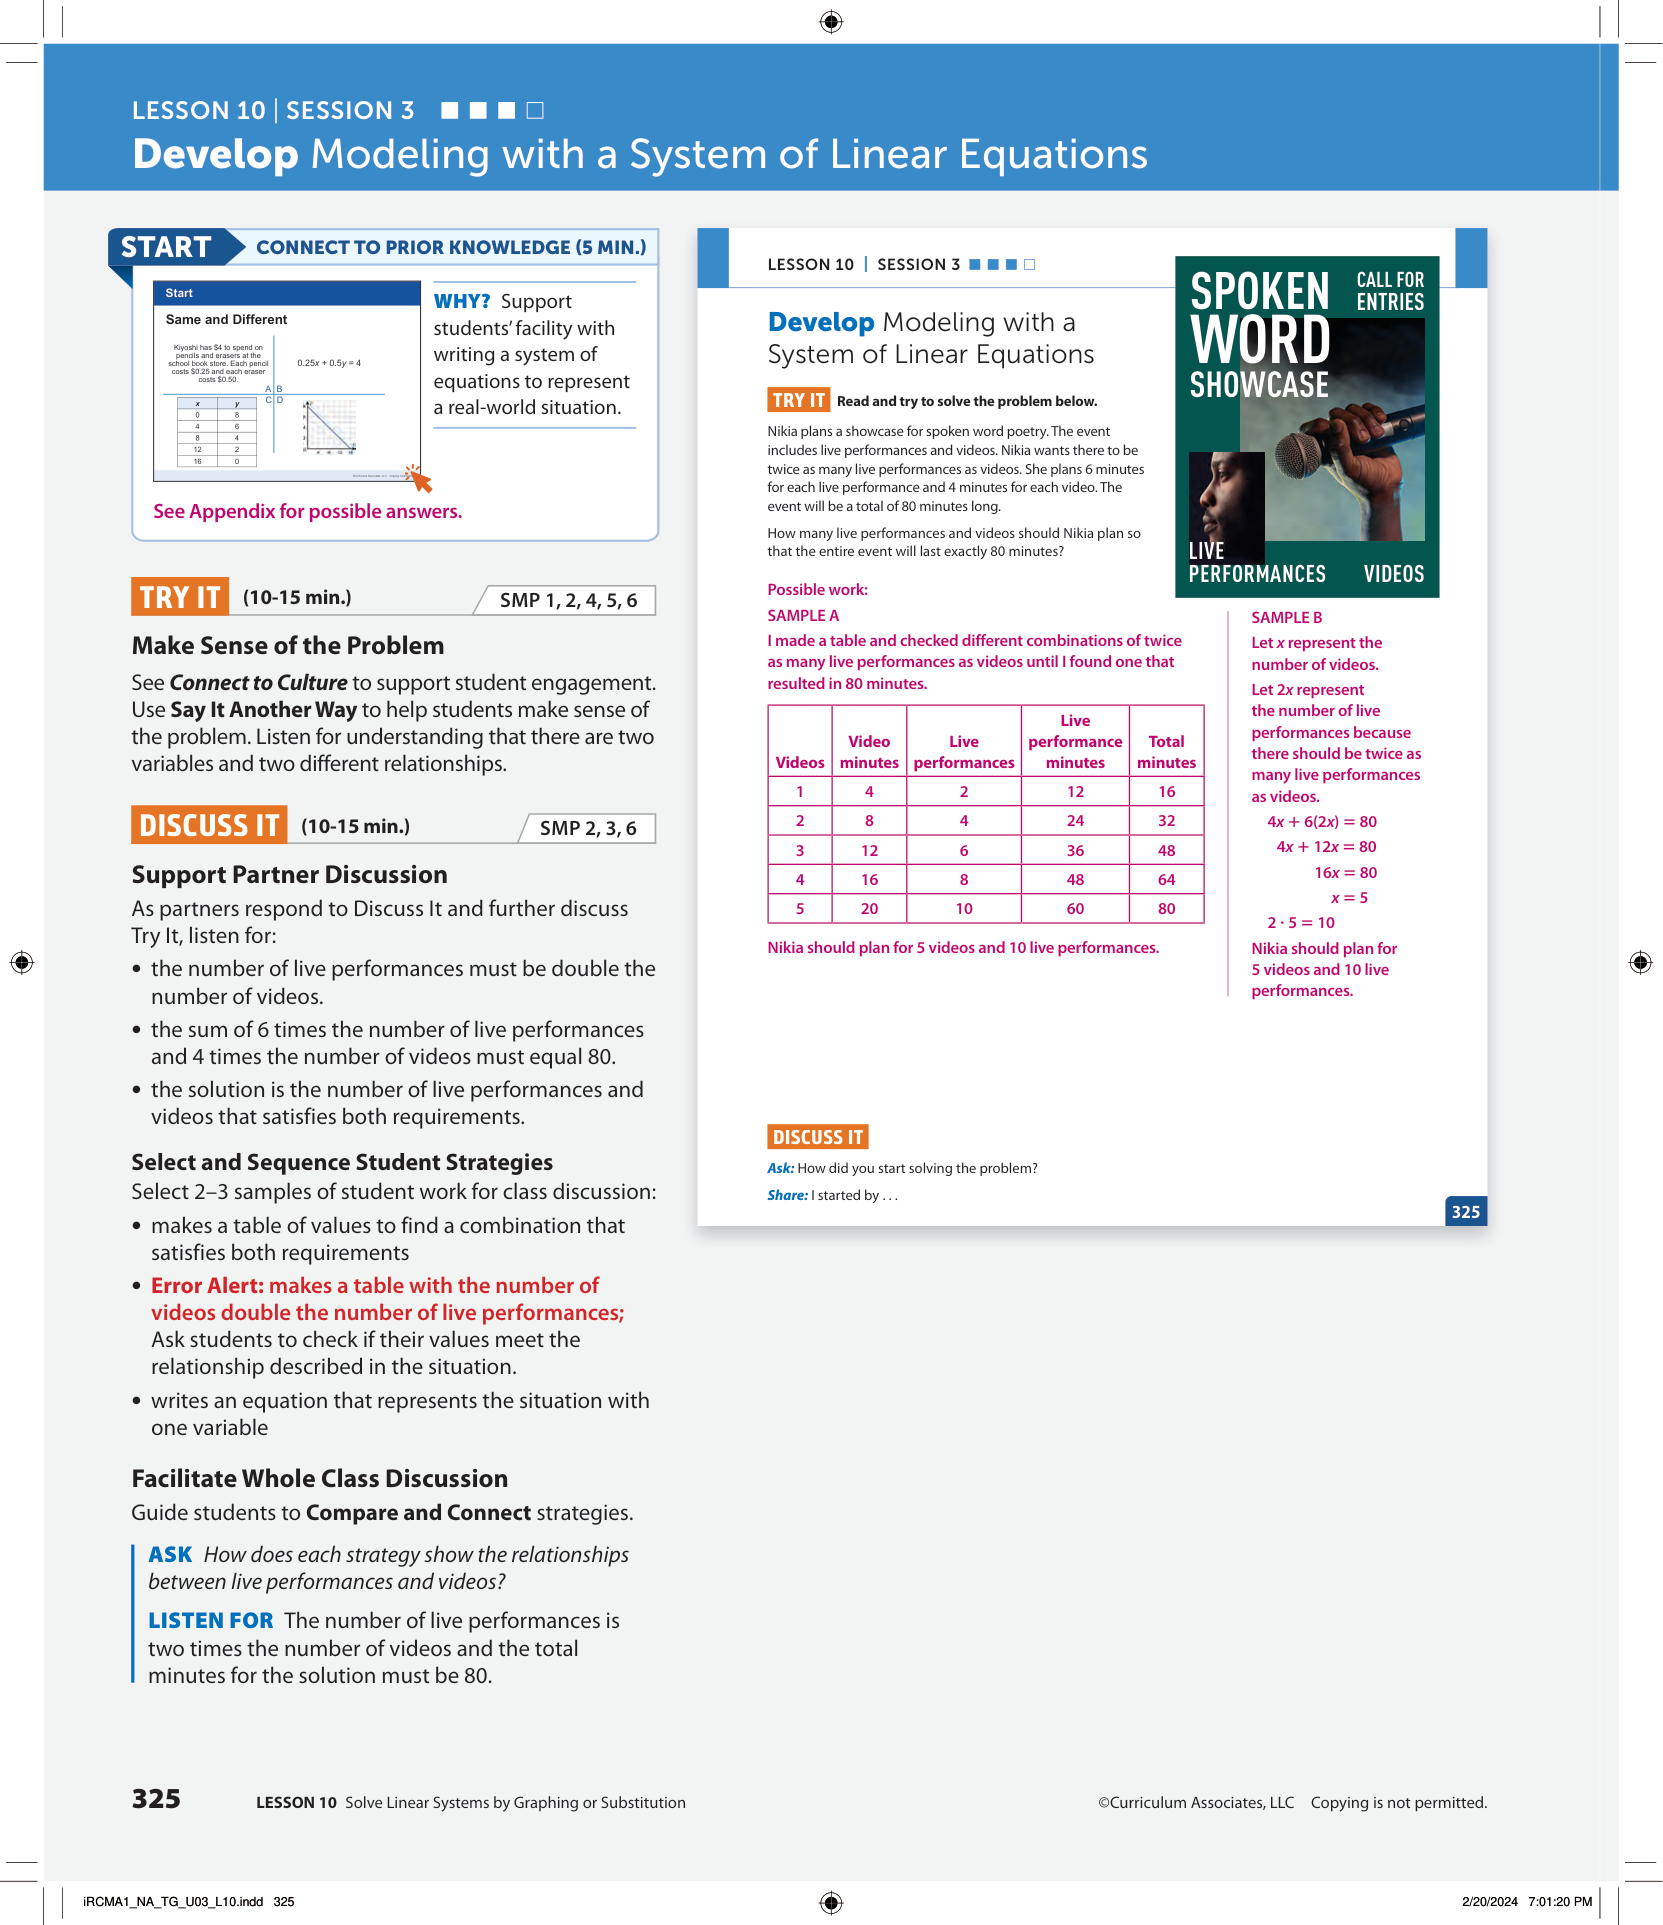 LESSON 10 | SESSION 3
Develop Modeling with a System of Linear Equations
START CONNECT TO PRIOR KNOWLEDGE (5 MIN.)
Start
Same and Different
Kiyoshi has $4 to spend on
pencils and erasers at the
school book store. Each pencil
costs $0.25 and each eraser
costs $0.50.
0.25x + 0.5y = 4
A B
C D
x y
0 8
4 6
8 4
12 2
16 0
WHY? Support
students’ facility with
writing a system of
equations to represent
a real-world situation.
See Appendix for possible answers.
TRY IT (10-15 min.) SMP 1, 2, 4, 5, 6
Make Sense of the Problem
See Connect to Culture to support student engagement.
Use Say It Another Way to help students make sense of
the problem. Listen for understanding that there are two
variables and two different relationships.
DISCUSS IT (10-15 min.) SMP 2, 3, 6
Support Partner Discussion
As partners respond to Discuss It and further discuss
Try It, listen for:
• the number of live performances must be double the
number of videos.
• the sum of 6 times the number of live performances
and 4 times the number of videos must equal 80.
• the solution is the number of live performances and
videos that satisfies both requirements.
Select and Sequence Student Strategies
Select 2–3 samples of student work for class discussion:
• makes a table of values to find a combination that
satisfies both requirements
• Error Alert: makes a table with the number of
videos double the number of live performances;
Ask students to check if their values meet the
relationship described in the situation.
• writes an equation that represents the situation with
one variable
Facilitate Whole Class Discussion
Guide students to Compare and Connect strategies.
ASK How does each strategy show the relationships
between live performances and videos?
LISTEN FOR The number of live performances is
two times the number of videos and the total
minutes for the solution must be 80.
LESSON 10 | SESSION 3
Develop Modeling with a
System of Linear Equations
TRY IT Read and try to solve the problem below.
Nikia plans a showcase for spoken word poetry. The event
includes live performances and videos. Nikia wants there to be
twice as many live performances as videos. She plans 6 minutes
for each live performance and 4 minutes for each video. The
event will be a total of 80 minutes long.
How many live performances and videos should Nikia plan so
that the entire event will last exactly 80 minutes?
SPOKEN
WORD
SHOWCASE
CALL FOR
ENTRIES
LIVE
PERFORMANCES VIDEOS
Possible work:
SAMPLE A
I made a table and checked different combinations of twice
as many live performances as videos until I found one that
resulted in 80 minutes.
Videos Video minutes Live performances Live performance minutes Total minutes
1 4 2 12 16
2 8 4 24 32
3 12 6 36 48
4 16 8 48 64
5 20 10 60 80
Nikia should plan for 5 videos and 10 live performances.
SAMPLE B
Let x represent the
number of videos.
Let 2x represent
the number of live
performances because
there should be twice as
many live performances
as videos.
4x + 6(2x) = 80
4x + 12x = 80
16x = 80
x = 5
2 · 5 = 10
Nikia should plan for
5 videos and 10 live
performances.
DISCUSS IT
Ask: How did you start solving the problem?
Share: I started by . . .
325
325 LESSON 10 Solve Linear Systems by Graphing or Substitution
©Curriculum Associates, LLC Copying is not permitted.
iRCMA1_NA_TG_U03_L10.indd 325
2/20/2024 7:01:20 PM